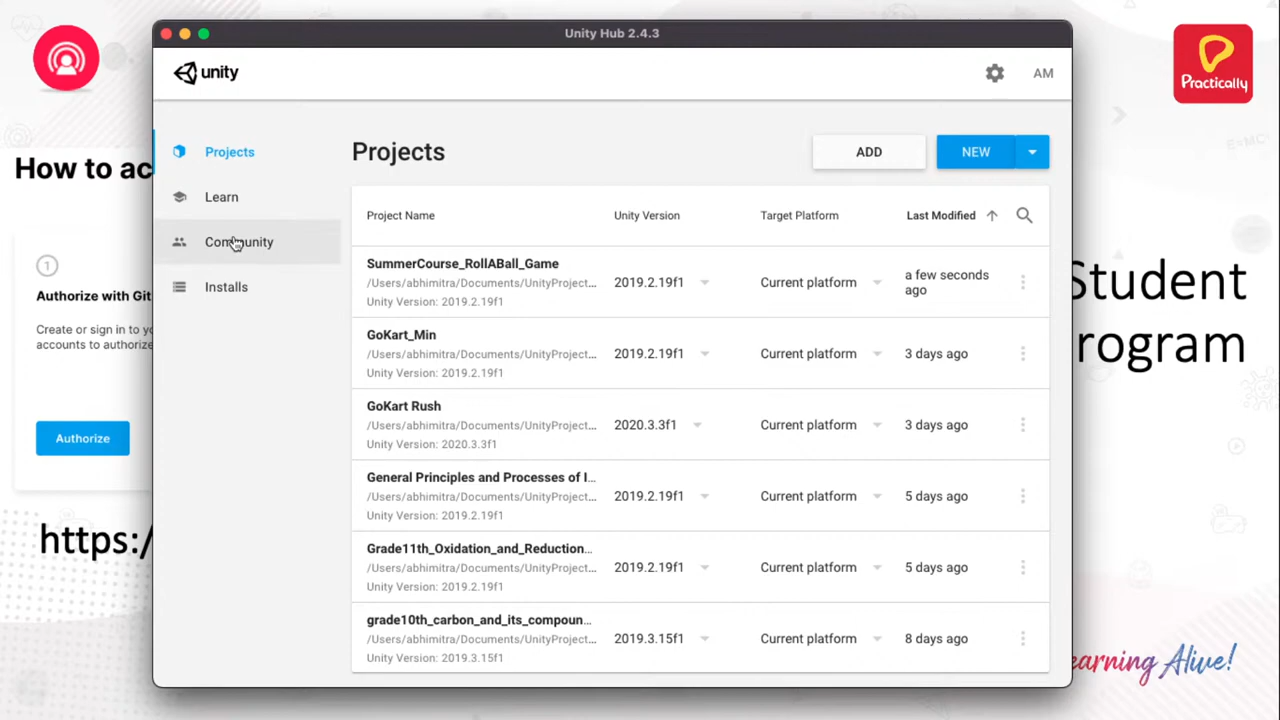 Unity Hub 2.4.3
unity
AM
Practically
How to ac
1
Authorize with Git
Create or sign in to yo
accounts to authorize
Authorize
https:/
Student
rogram
earning Alive!
E=MC
Projects
Learn
Community
Installs
Projects
ADD
NEW
Project Name
Unity Version
Target Platform
Last Modified
SummerCourse_RollABall_Game
/Users/abhimitra/Documents/UnityProject...
Unity Version: 2019.2.19f1
2019.2.19f1
Current platform
a few seconds
ago
GoKart_Min
/Users/abhimitra/Documents/UnityProject...
Unity Version: 2019.2.19f1
2019.2.19f1
Current platform
3 days ago
GoKart Rush
/Users/abhimitra/Documents/UnityProject...
Unity Version: 2020.3.3f1
2020.3.3f1
Current platform
3 days ago
General Principles and Processes of I...
/Users/abhimitra/Documents/UnityProject...
Unity Version: 2019.2.19f1
2019.2.19f1
Current platform
5 days ago
Grade11th_Oxidation_and_Reduction...
/Users/abhimitra/Documents/UnityProject...
Unity Version: 2019.2.19f1
2019.2.19f1
Current platform
5 days ago
grade10th_carbon_and_its_compoun...
/Users/abhimitra/Documents/UnityProject...
Unity Version: 2019.3.15f1
2019.3.15f1
Current platform
8 days ago